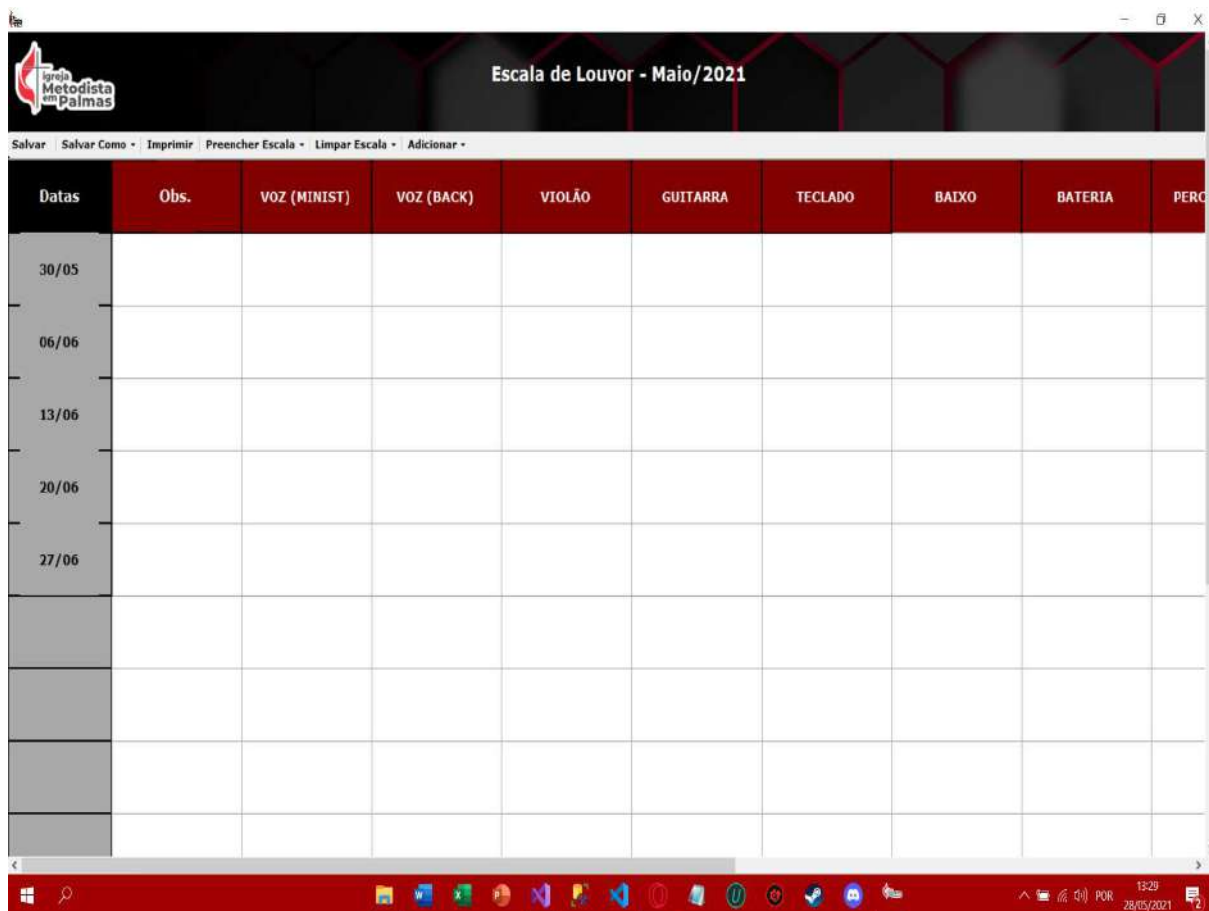 Igreja
Metodista
em Palmas
Escala de Louvor - Maio/2021
Salvar Salvar Como Imprimir Preencher Escala Limpar Escala Adicionar
Datas Obs. VOZ (MINIST) VOZ (BACK) VIOLÃO GUITARRA TECLADO BAIXO BATERIA PERC
30/05
06/06
13/06
20/06
27/06
POR 13:29
28/05/2021 2